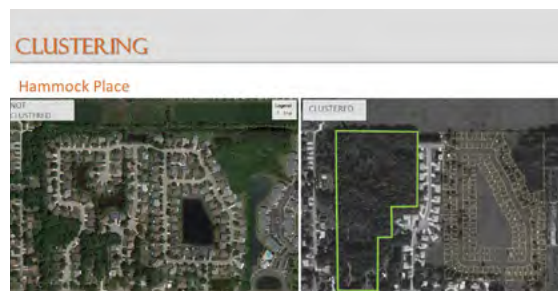 CLUSTERING
Hammock Place
NOT
CLUSTERED
Legend
CLUSTERED